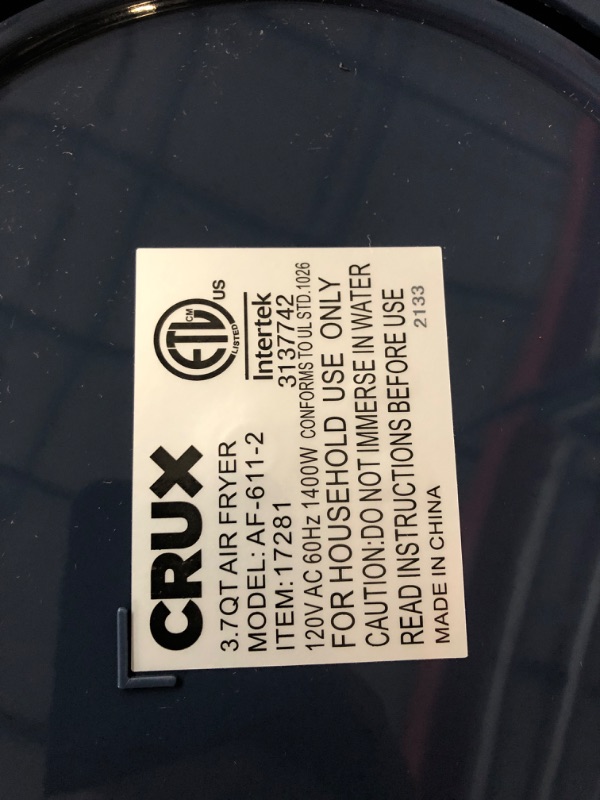 CRUX
3.7QT AIR FRYER
MODEL: AF-611-2
ITEM: 17281
ETL CM
LISTED
US
Intertek
3137742
120V AC 60Hz 1400W CONFORMS TO UL STD.1026
FOR HOUSEHOLD USE ONLY
CAUTION:DO NOT IMMERSE IN WATER
READ INSTRUCTIONS BEFORE USE
MADE IN CHINA
2133